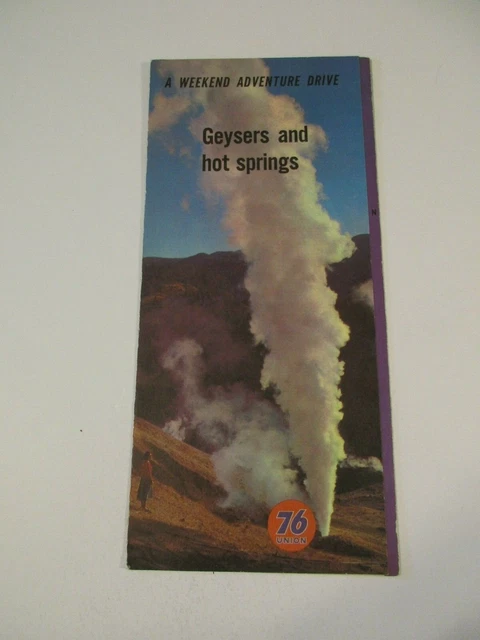 A WEEKEND ADVENTURE DRIVE
Geysers and
hot springs
N
76
UNION